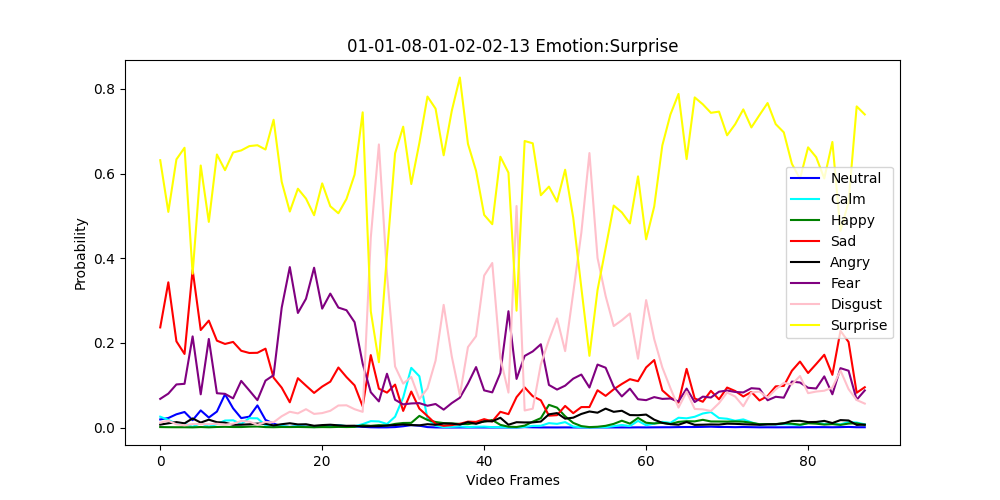 01-01-08-01-02-02-13 Emotion:Surprise
Probability
0.8
0.6
0.4
0.2
0.0
0
20
40
60
80
Video Frames
Neutral
Calm
Happy
Sad
Angry
Fear
Disgust
Surprise